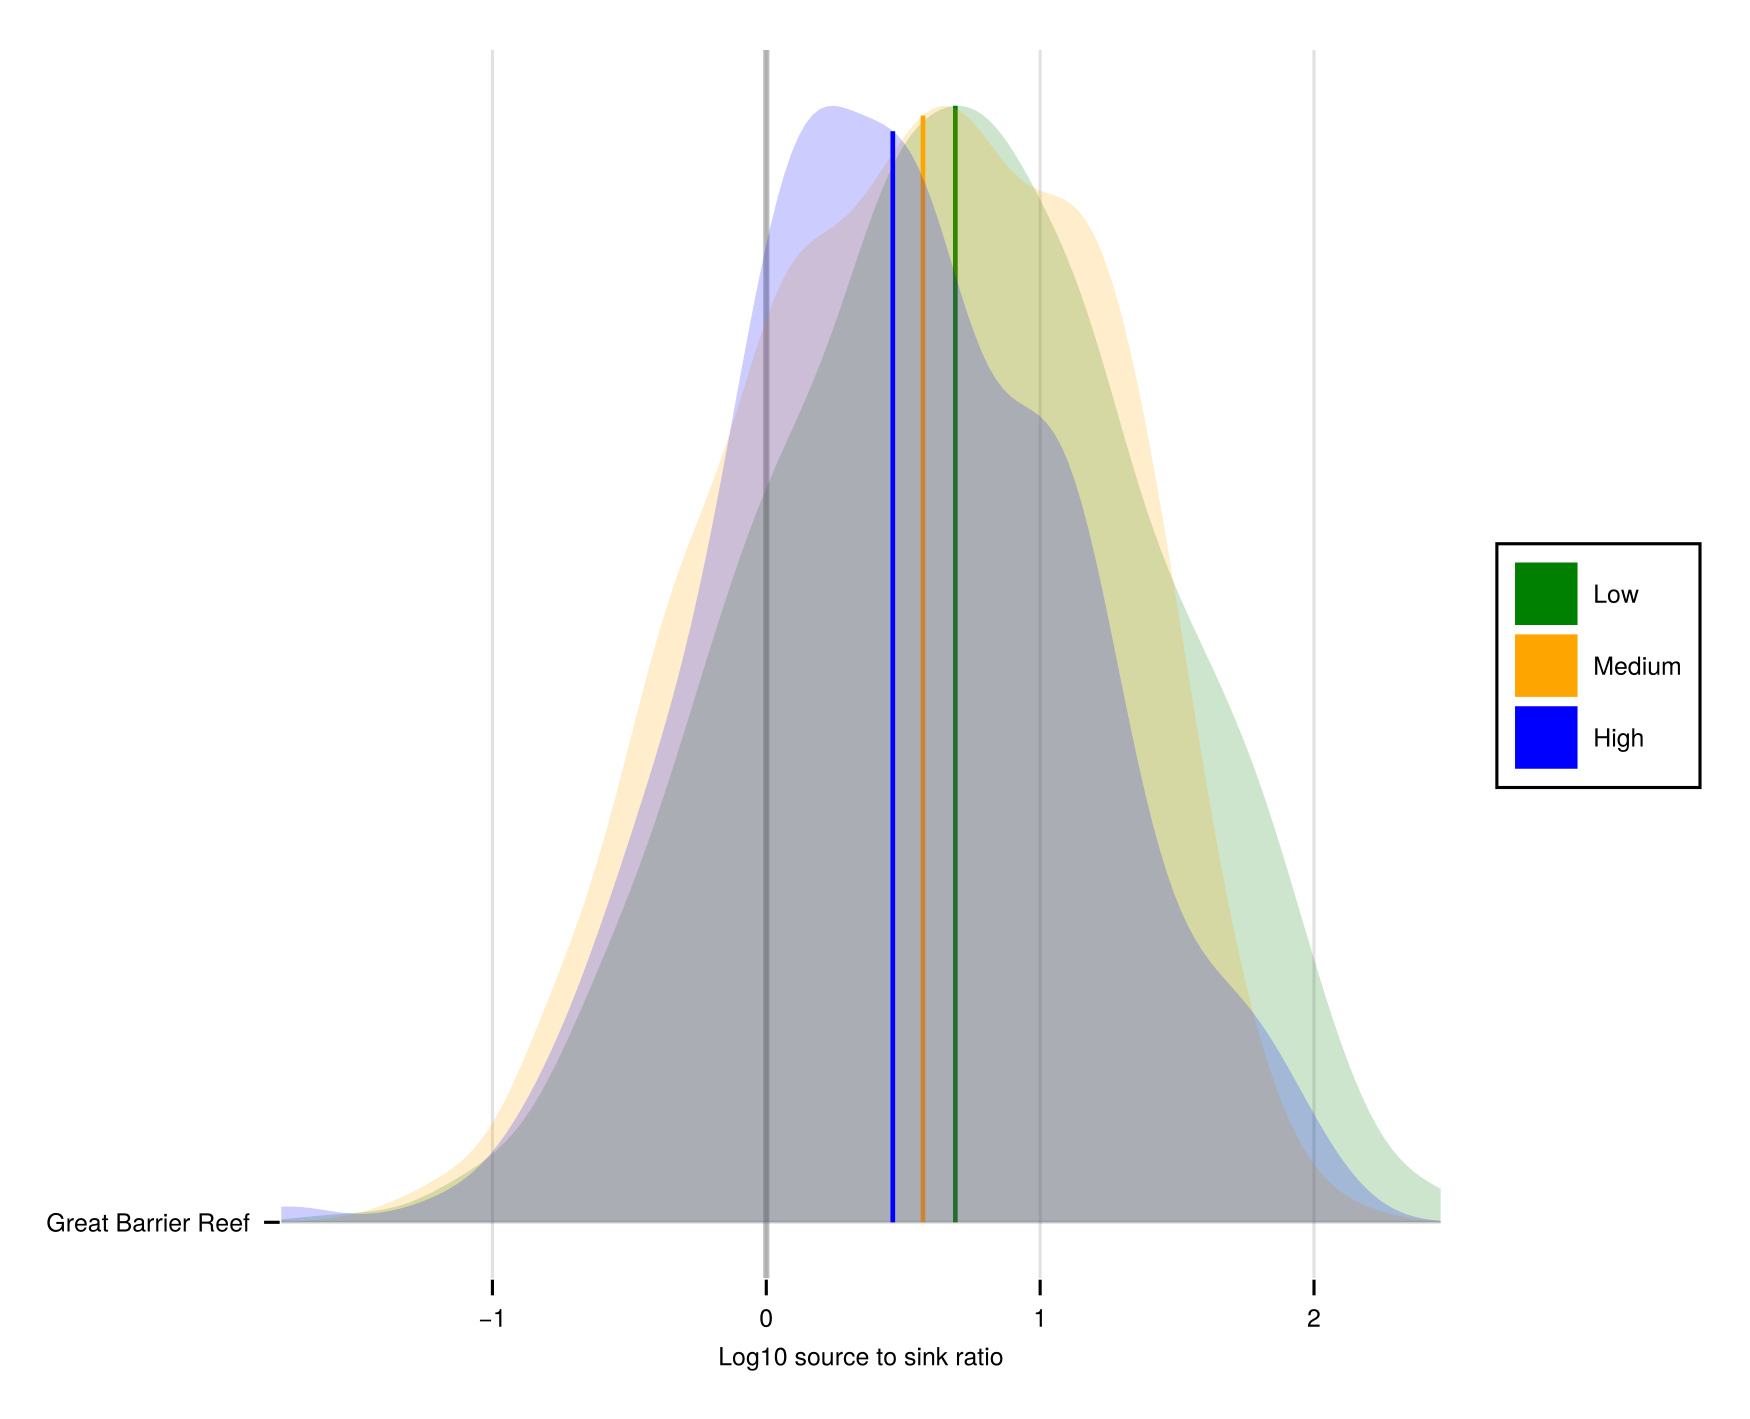 Low
Medium
High
Great Barrier Reef
−1 0 1 2
Log10 source to sink ratio